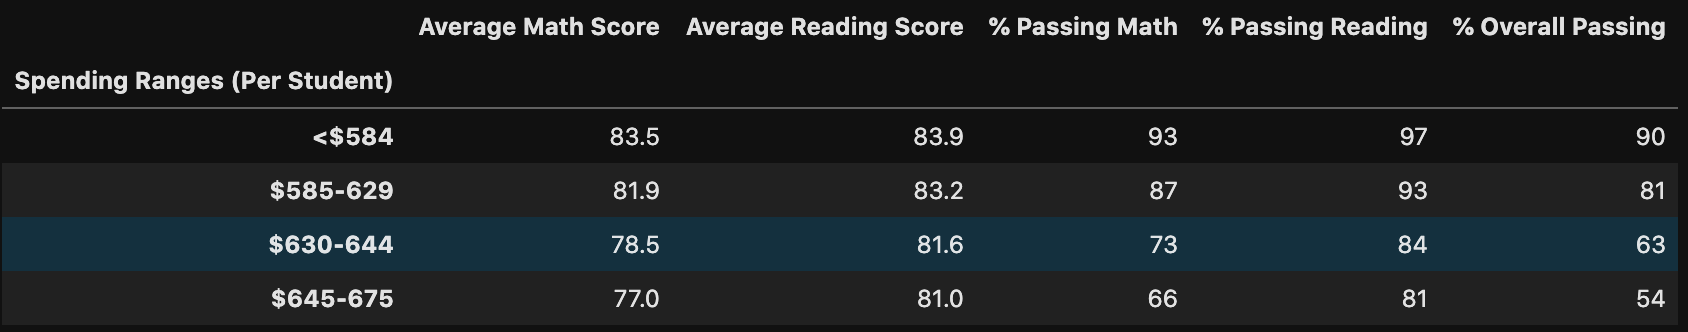 Average Math Score Average Reading Score % Passing Math % Passing Reading % Overall Passing
Spending Ranges (Per Student)
<$584 83.5 83.9 93 97 90
$585-629 81.9 83.2 87 93 81
$630-644 78.5 81.6 73 84 63
$645-675 77.0 81.0 66 81 54